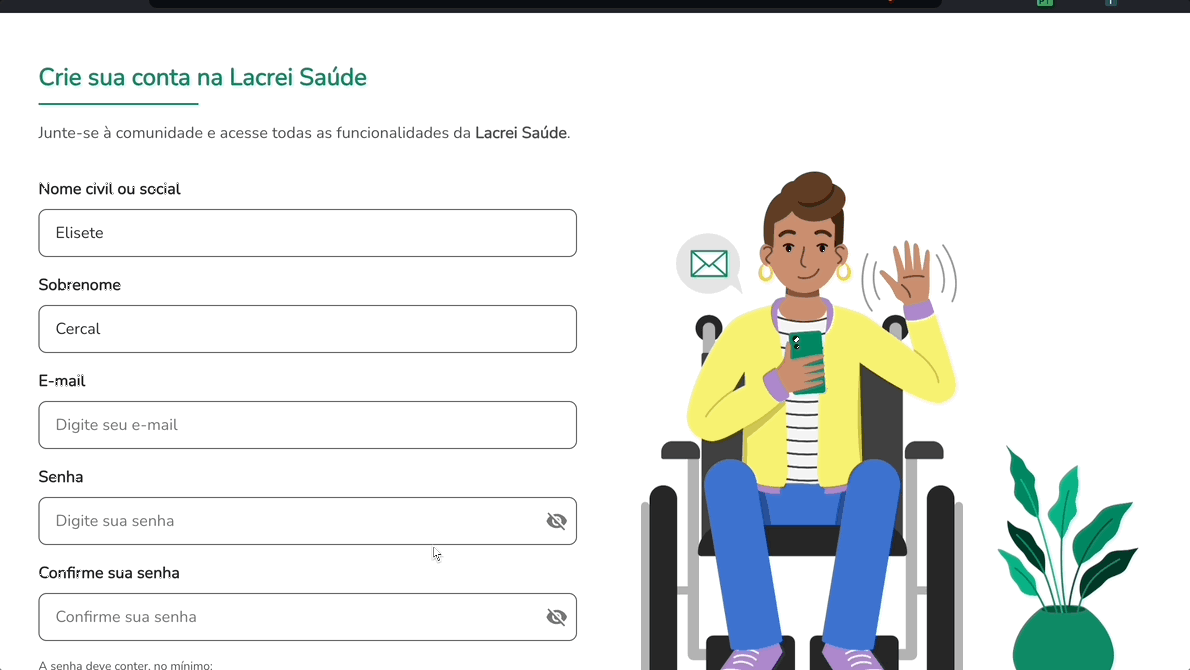 Crie sua conta na Lacrei Saúde
Junte-se à comunidade e acesse todas as funcionalidades da Lacrei Saúde.
Nome civil ou social
Elisete
Sobrenome
Cercal
E-mail
Digite seu e-mail
Senha
Digite sua senha
Confirme sua senha
Confirme sua senha
A senha deve conter, no mínimo: